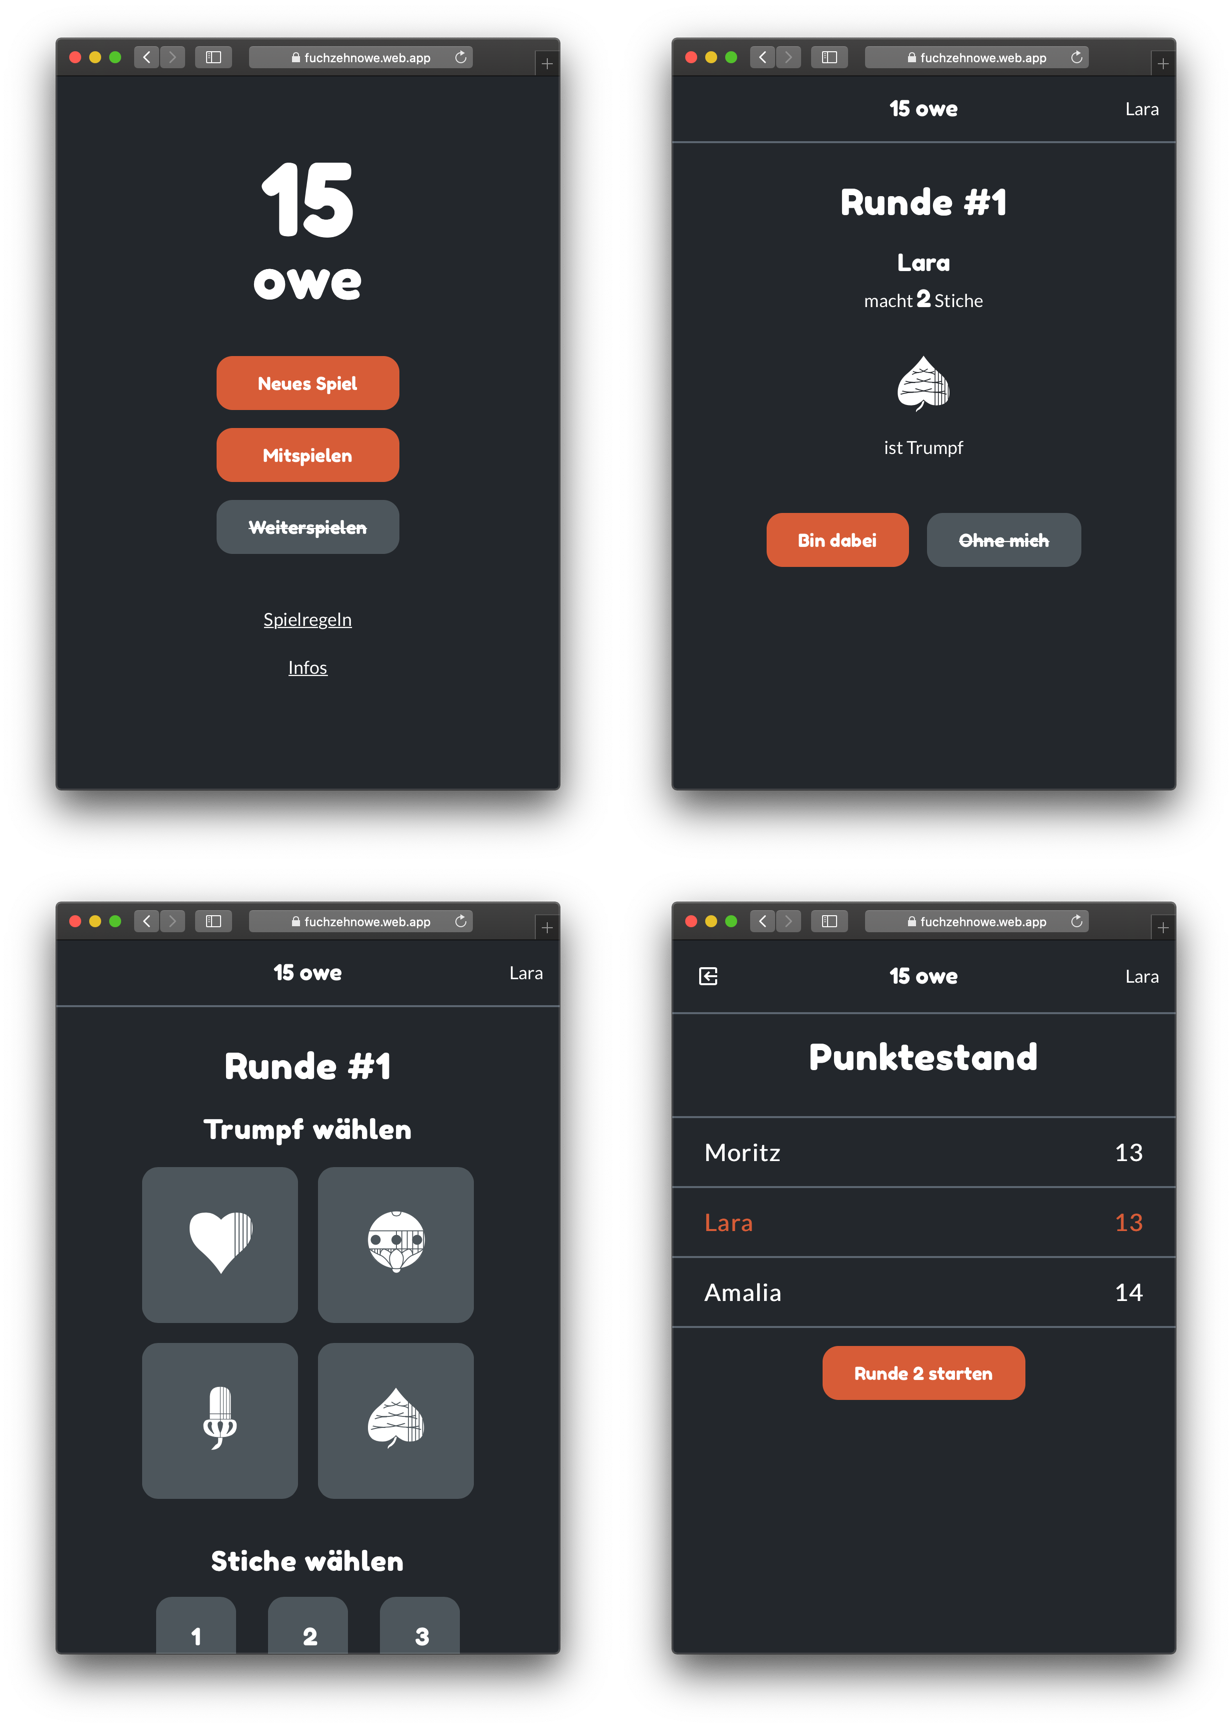 fuchzehnowe.web.app
15
owe
Neues Spiel
Mitspielen
Weiterspielen
Spielregeln
Infos
fuchzehnowe.web.app
15 owe
Lara
Runde #1
Lara
macht 2 Stiche
ist Trumpf
Bin dabei
Ohne mich
fuchzehnowe.web.app
15 owe
Lara
Runde #1
Trumpf wählen
Stiche wählen
1 2 3
fuchzehnowe.web.app
15 owe
Lara
Punktestand
Moritz 13
Lara 13
Amalia 14
Runde 2 starten